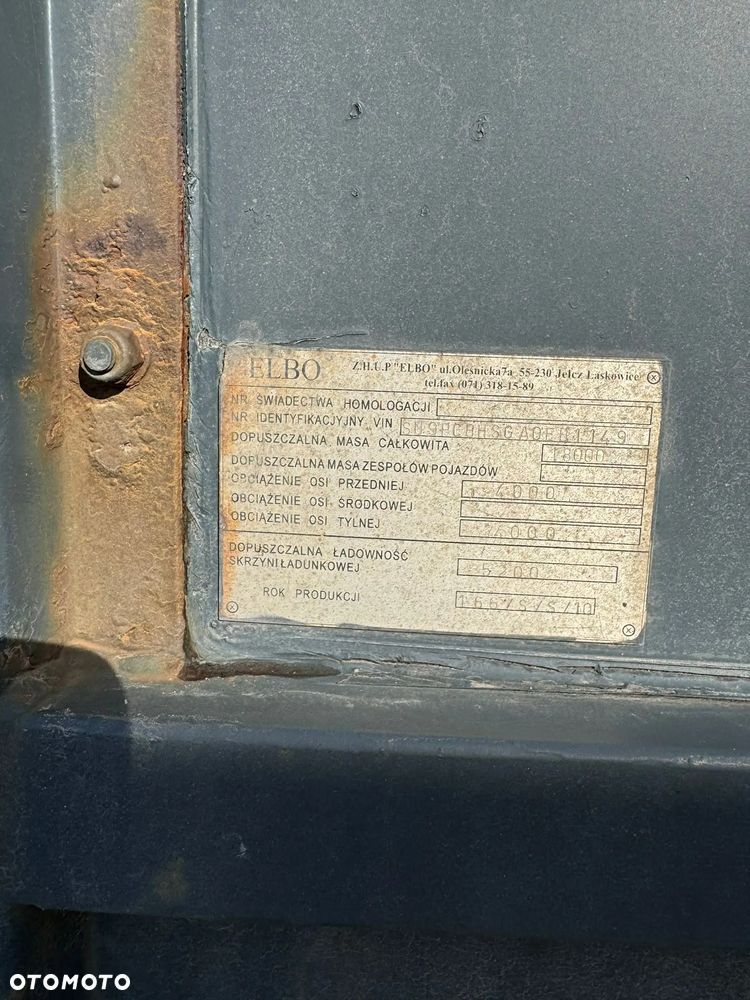 ELBO Z.H.U.P "ELBO" ul.Oleśnicka7a 55-230 Jelcz Laskowice
tel.fax (071) 318-15-89
NR ŚWIADECTWA HOMOLOGACJI
NR IDENTYFIKACYJNY VIN
DOPUSZCZALNA MASA CAŁKOWITA 18000
DOPUSZCZALNA MASA ZESPOŁÓW POJAZDÓW
OBCIĄŻENIE OSI PRZEDNIEJ
OBCIĄŻENIE OSI ŚRODKOWEJ
OBCIĄŻENIE OSI TYLNEJ
DOPUSZCZALNA ŁADOWNOŚĆ
SKRZYNI ŁADUNKOWEJ
ROK PRODUKCJI 166/S/S/10
OTOMOTO